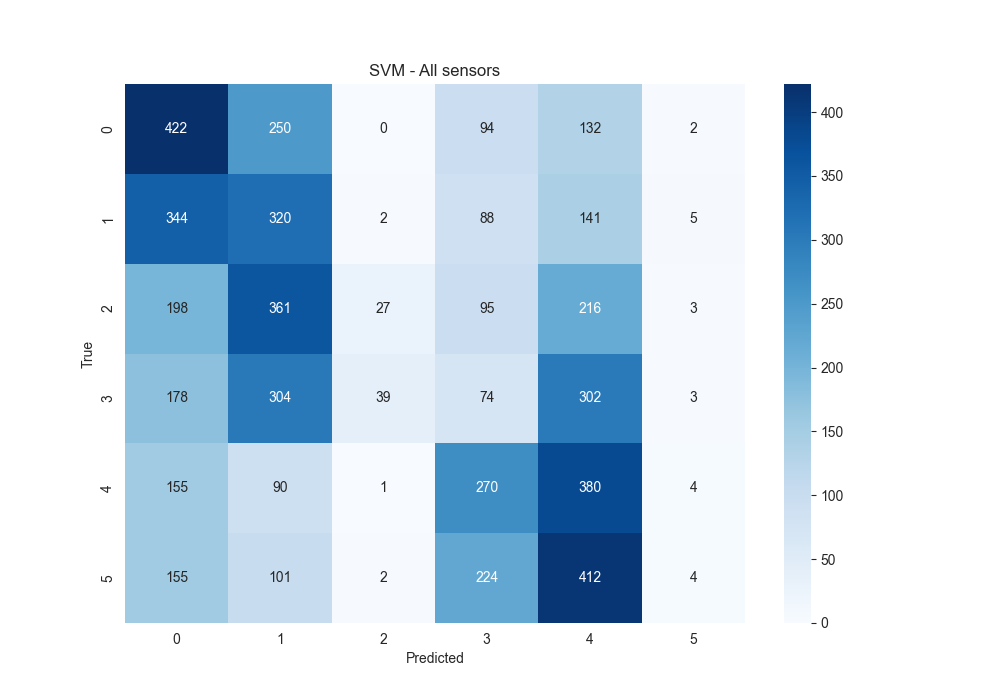 SVM - All sensors
0 422 250 0 94 132 2
1 344 320 2 88 141 5
2 198 361 27 95 216 3
3 178 304 39 74 302 3
4 155 90 1 270 380 4
5 155 101 2 224 412 4
True
0 1 2 3 4 5
Predicted
400
350
300
250
200
150
100
50
0